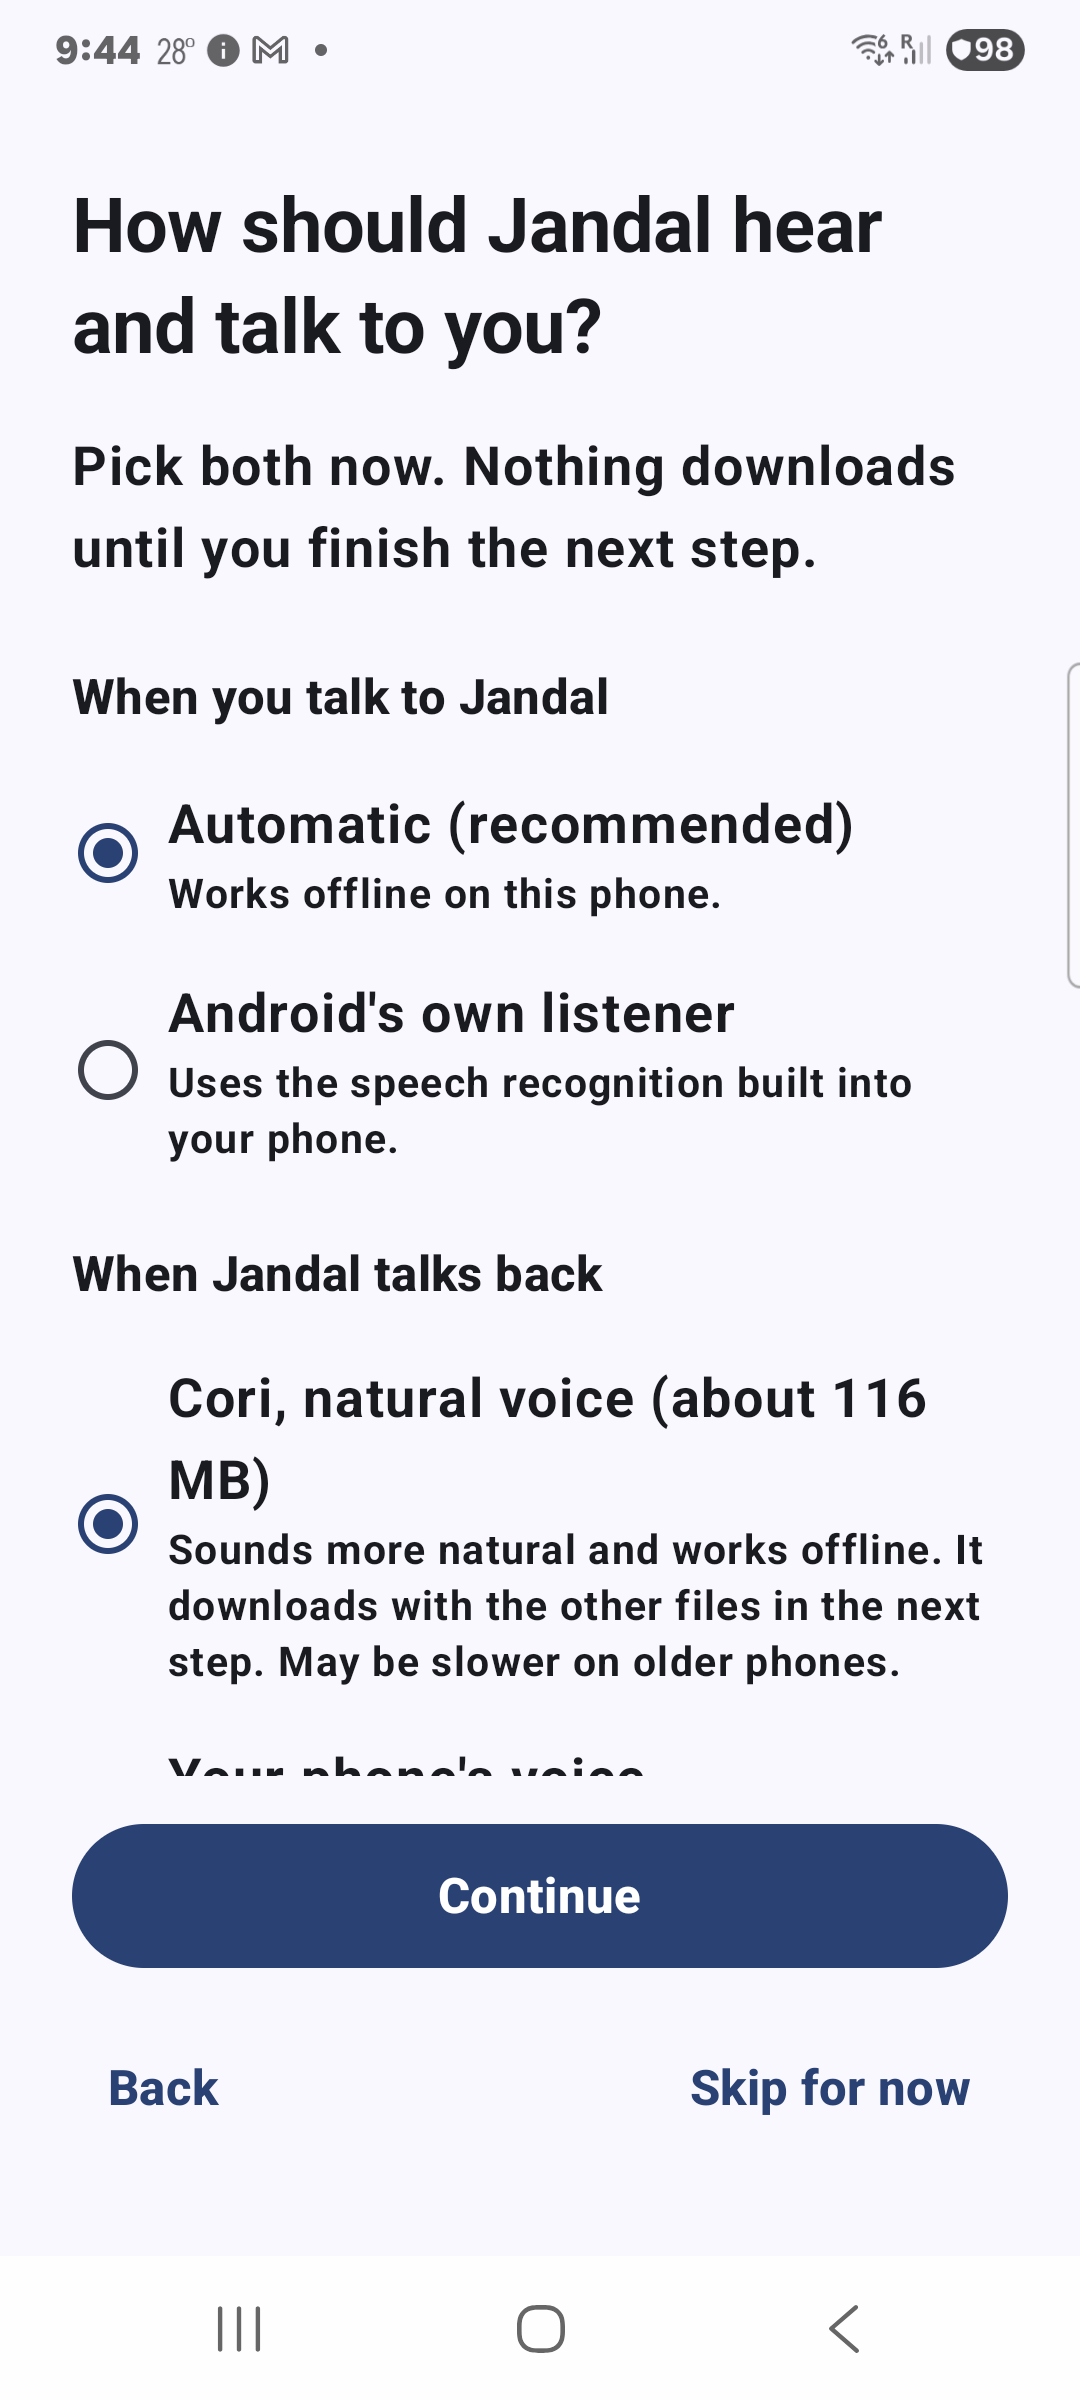 9:44 28°
6 R 98
How should Jandal hear
and talk to you?
Pick both now. Nothing downloads
until you finish the next step.
When you talk to Jandal
Automatic (recommended)
Works offline on this phone.
Android's own listener
Uses the speech recognition built into
your phone.
When Jandal talks back
Cori, natural voice (about 116
MB)
Sounds more natural and works offline. It
downloads with the other files in the next
step. May be slower on older phones.
Your phone's voice
Continue
Back Skip for now